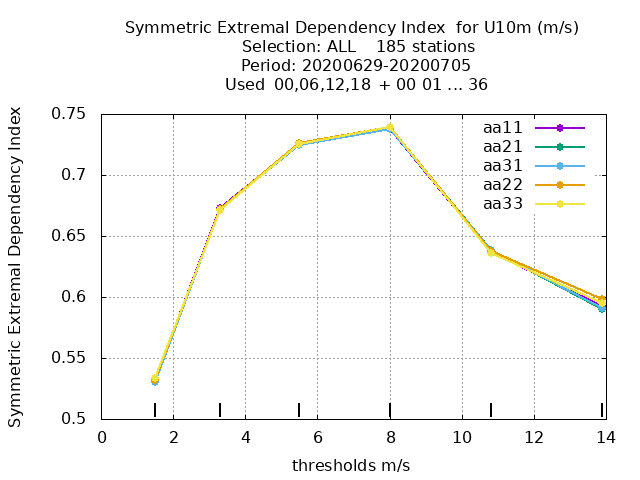 Symmetric Extremal Dependency Index for U10m (m/s)
Selection: ALL 185 stations
Period: 20200629-20200705
Used 00,06,12,18 + 00 01 ... 36
Symmetric Extremal Dependency Index
0.75
0.7
0.65
0.6
0.55
0.5
aa11
aa21
aa31
aa22
aa33
0 2 4 6 8 10 12 14
thresholds m/s